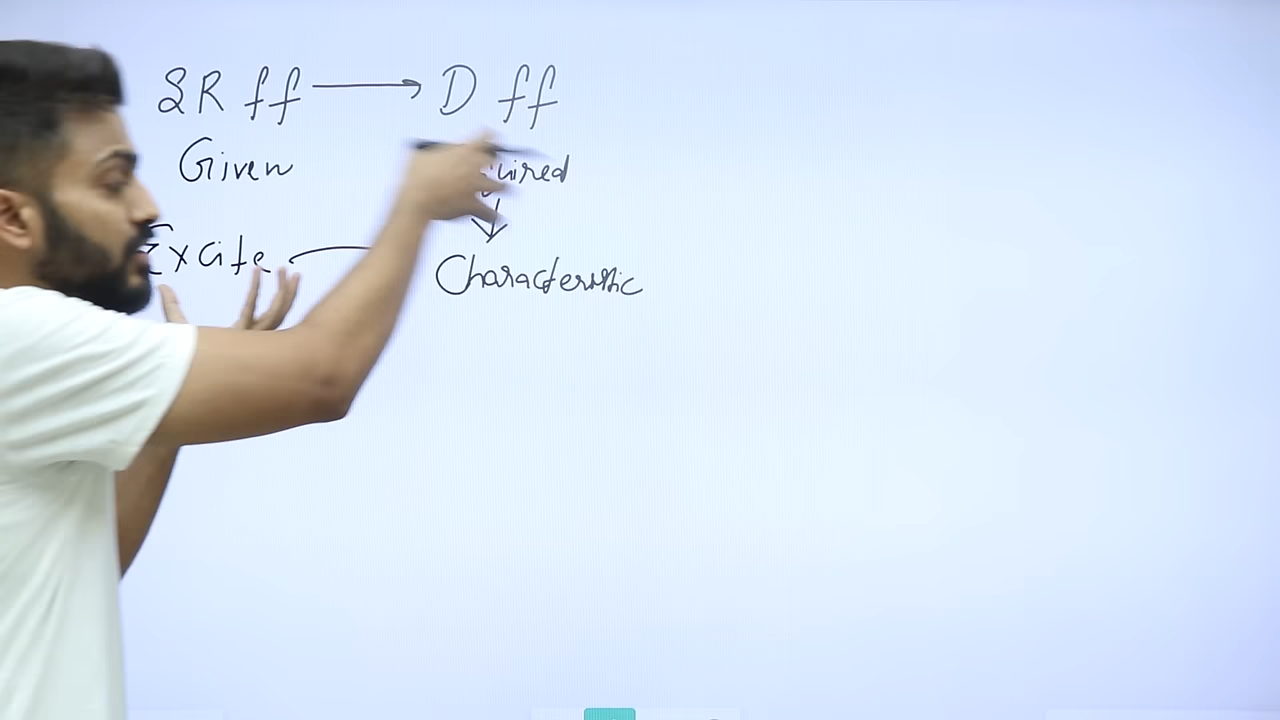 SR ff → D ff
Given
Excite
Characteristic